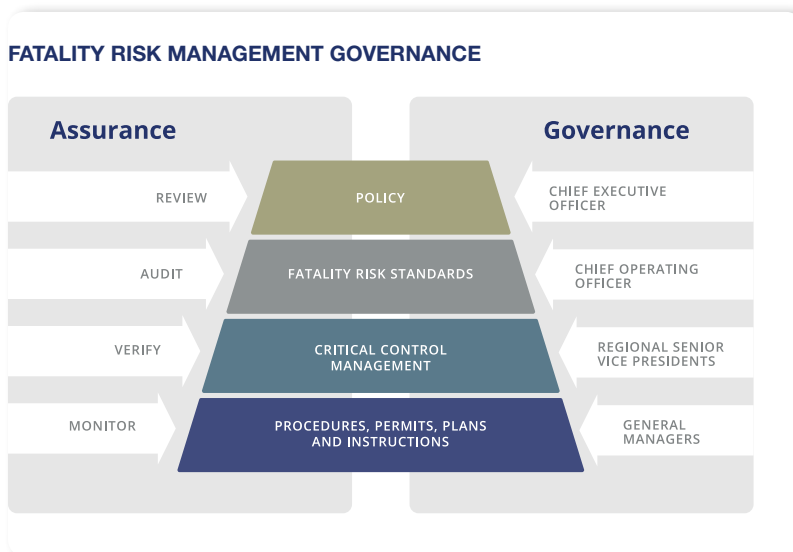 FATALITY RISK MANAGEMENT GOVERNANCE
Assurance
Governance
REVIEW
POLICY
CHIEF EXECUTIVE
OFFICER
AUDIT
FATALITY RISK STANDARDS
CHIEF OPERATING
OFFICER
VERIFY
CRITICAL CONTROL
MANAGEMENT
REGIONAL SENIOR
VICE PRESIDENTS
MONITOR
PROCEDURES, PERMITS, PLANS
AND INSTRUCTIONS
GENERAL
MANAGERS